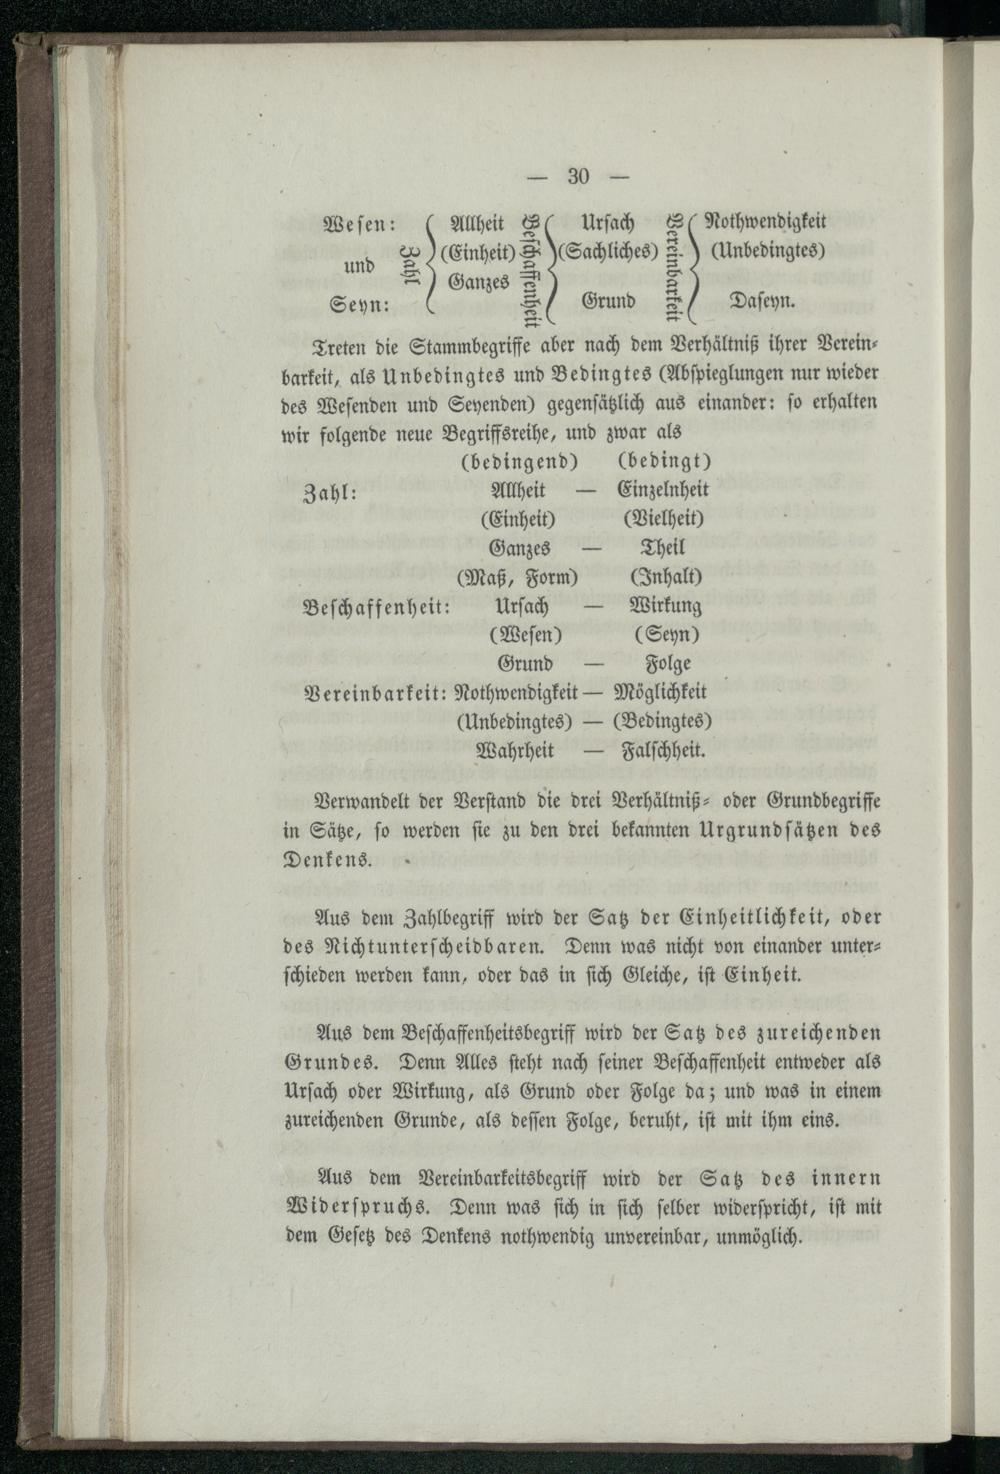 — 30 —
Wesen: Allheit Ursach Nothwendigkeit
und Zahl (Einheit) Beschaffenheit (Sachliches) Vereinbarkeit (Unbedingtes)
Ganzes
Seyn: Grund Daseyn.
Treten die Stammbegriffe aber nach dem Verhältniß ihrer Verein-
barkeit, als Unbedingtes und Bedingtes (Abspieglungen nur wieder
des Wesenden und Seyenden) gegensätzlich aus einander: so erhalten
wir folgende neue Begriffsreihe, und zwar als
(bedingend) (bedingt)
Zahl: Allheit — Einzelnheit
(Einheit) (Vielheit)
Ganzes — Theil
(Maß, Form) (Inhalt)
Beschaffenheit: Ursach — Wirkung
(Wesen) (Seyn)
Grund — Folge
Vereinbarkeit: Nothwendigkeit — Möglichkeit
(Unbedingtes) — (Bedingtes)
Wahrheit — Falschheit.
Verwandelt der Verstand die drei Verhältniß- oder Grundbegriffe
in Sätze, so werden sie zu den drei bekannten Urgrundsätzen des
Denkens.
Aus dem Zahlbegriff wird der Satz der Einheitlichkeit, oder
des Nichtunterscheidbaren. Denn was nicht von einander unter-
schieden werden kann, oder das in sich Gleiche, ist Einheit.
Aus dem Beschaffenheitsbegriff wird der Satz des zureichenden
Grundes. Denn Alles steht nach seiner Beschaffenheit entweder als
Ursach oder Wirkung, als Grund oder Folge da; und was in einem
zureichenden Grunde, als dessen Folge, beruht, ist mit ihm eins.
Aus dem Vereinbarkeitsbegriff wird der Satz des innern
Widerspruchs. Denn was sich in sich selber widerspricht, ist mit
dem Gesetz des Denkens nothwendig unvereinbar, unmöglich.